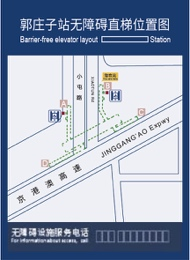 郭庄子站无障碍直梯位置图
Barrier-free elevator layout
Station
小屯路
XIAOTUN Rd
A
B
C
D
京港澳高速
JINGGANG'AO Expwy
无障碍设施服务电话
For information about access, call